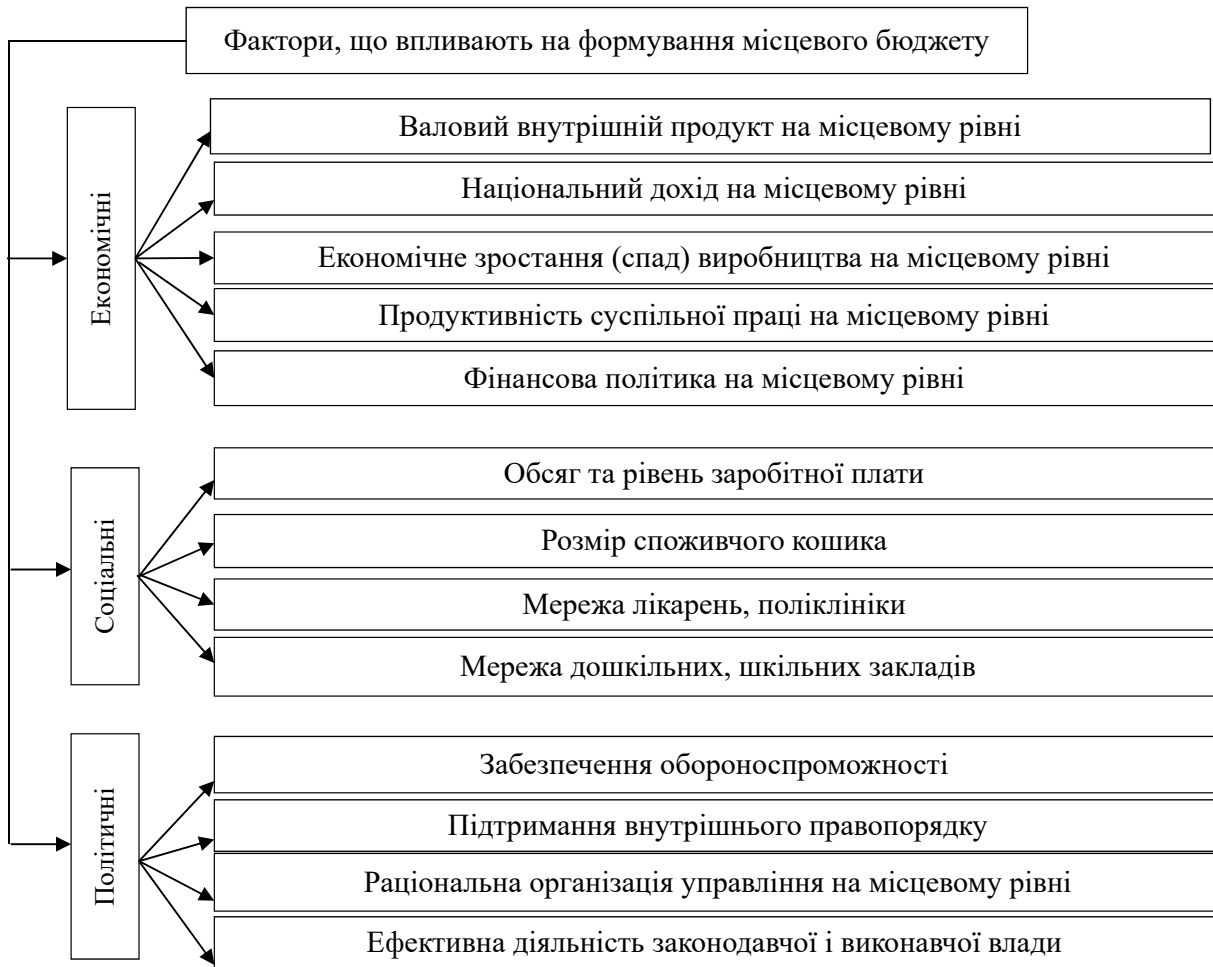 Фактори, що впливають на формування місцевого бюджету
Економічні
Валовий внутрішній продукт на місцевому рівні
Національний дохід на місцевому рівні
Економічне зростання (спад) виробництва на місцевому рівні
Продуктивність суспільної праці на місцевому рівні
Фінансова політика на місцевому рівні
Соціальні
Обсяг та рівень заробітної плати
Розмір споживчого кошика
Мережа лікарень, поліклініки
Мережа дошкільних, шкільних закладів
Політичні
Забезпечення обороноспроможності
Підтримання внутрішнього правопорядку
Раціональна організація управління на місцевому рівні
Ефективна діяльність законодавчої і виконавчої влади